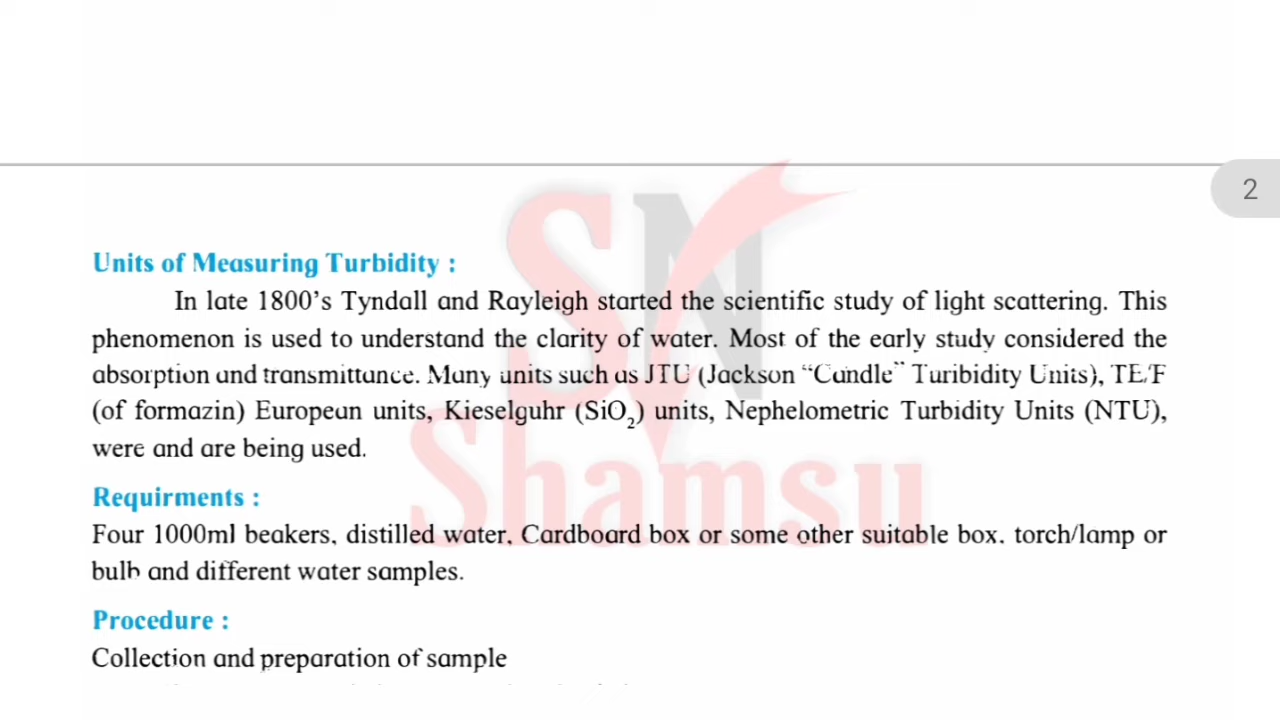 2
SN
Units of Measuring Turbidity :
In late 1800's Tyndall and Rayleigh started the scientific study of light scattering. This
phenomenon is used to understand the clarity of water. Most of the early study considered the
absorption and transmittance. Many units such as JTU (Jackson “Candle” Turibidity Units), TE/F
(of formazin) European units, Kieselguhr (SiO₂) units, Nephelometric Turbidity Units (NTU),
were and are being used.
Shamsu
Requirments :
Four 1000ml beakers, distilled water, Cardboard box or some other suitable box, torch/lamp or
bulb and different water samples.
Procedure :
Collection and preparation of sample